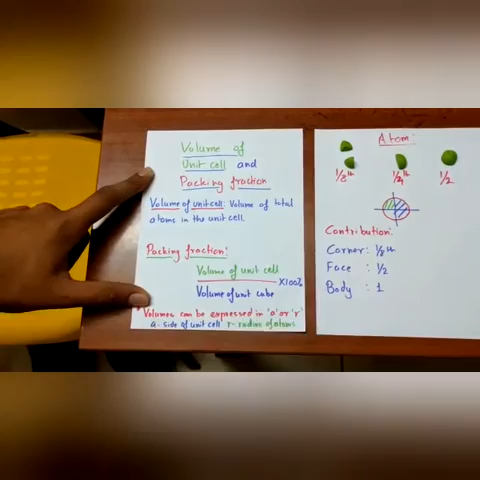 Volume of
Unit cell and
Packing fraction
Volume of unit cell: Volume of total
atoms in the unit cell.
Packing fraction:
Volume of unit cell
X100%
Volume of unit cube
* Volumes can be expressed in 'a' or 'r'
a - side of unit cell r - radius of atoms
Atom:
1/8th 1/4th 1/2
Contribution:
Corner: 1/8th
Face : 1/2
Body : 1